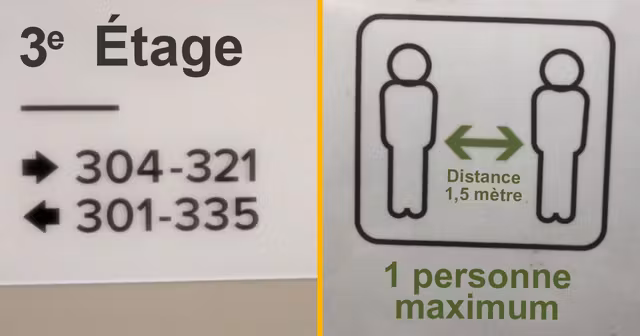 3e Étage
304-321
301-335
Distance
1,5 mètre
1 personne
maximum